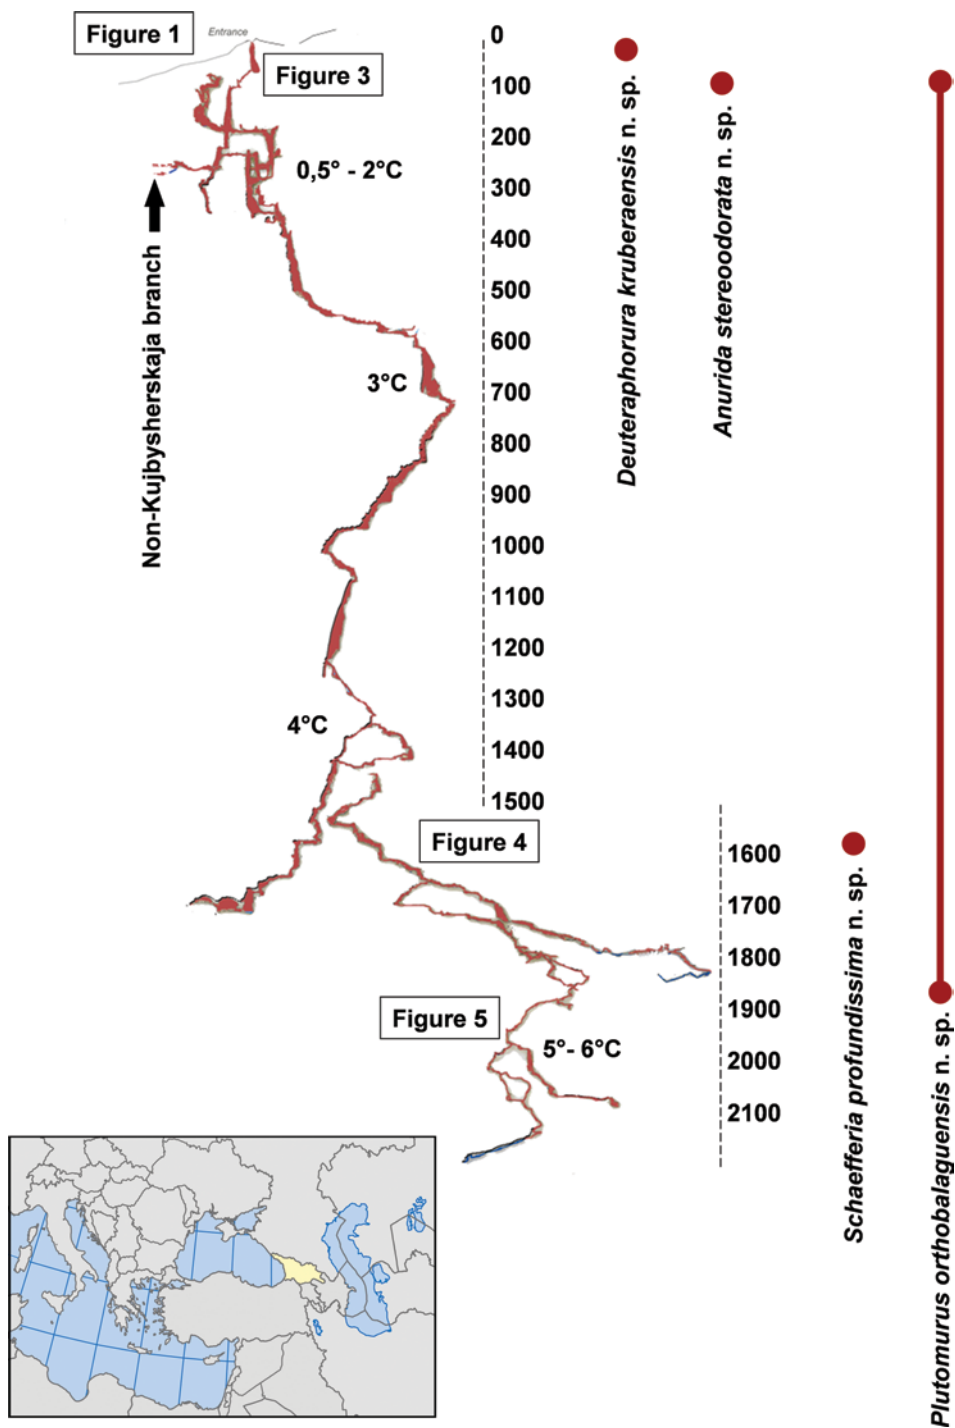 Figure 1
Entrance
Figure 3
0,5° - 2°C
Non-Kujbysherskaja branch
3°C
4°C
Figure 4
Figure 5
5°- 6°C
0
100
200
300
400
500
600
700
800
900
1000
1100
1200
1300
1400
1500
1600
1700
1800
1900
2000
2100
Deuteraphorura kruberaensis n. sp.
Anurida stereoodorata n. sp.
Schaefferia profundissima n. sp.
Plutomurus orthobalaguensis n. sp.